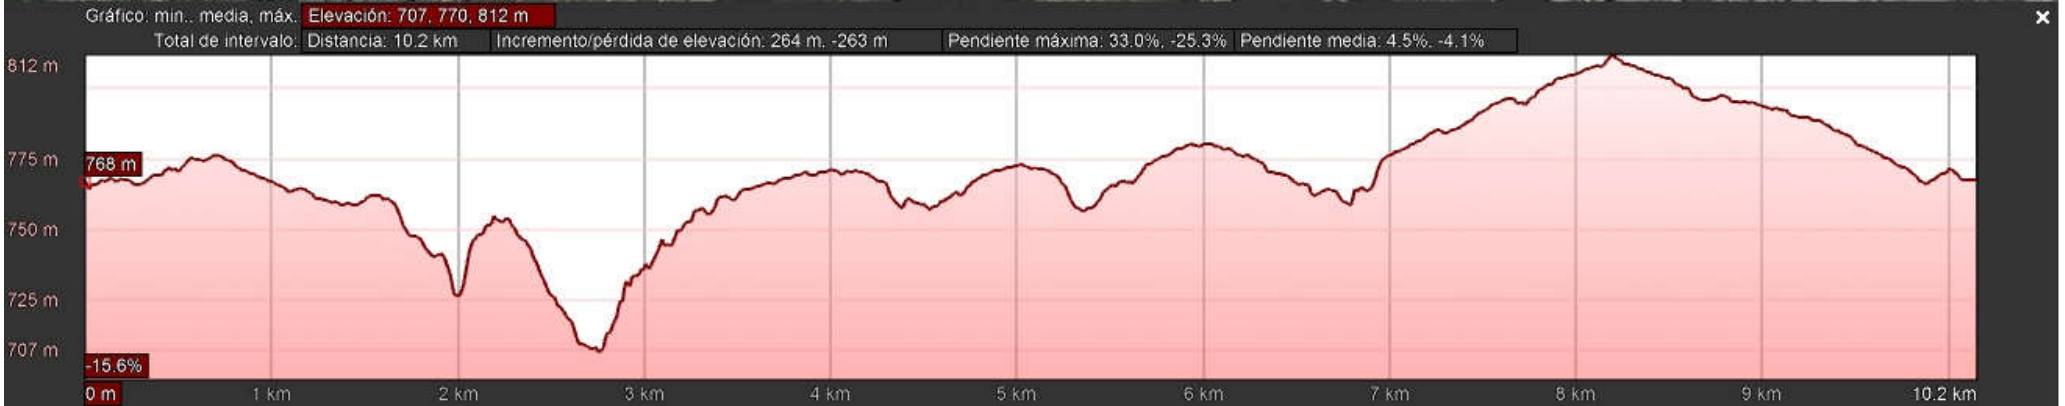 Gráfico: min.. media, máx. Elevación: 707, 770, 812 m
Total de intervalo: Distancia: 10.2 km Incremento/pérdida de elevación: 264 m. -263 m Pendiente máxima: 33.0%, -25.3% Pendiente media: 4.5%. -4.1%
812 m
775 m
768 m
750 m
725 m
707 m
-15.6%
0 m 1 km 2 km 3 km 4 km 5 km 6 km 7 km 8 km 9 km 10.2 km